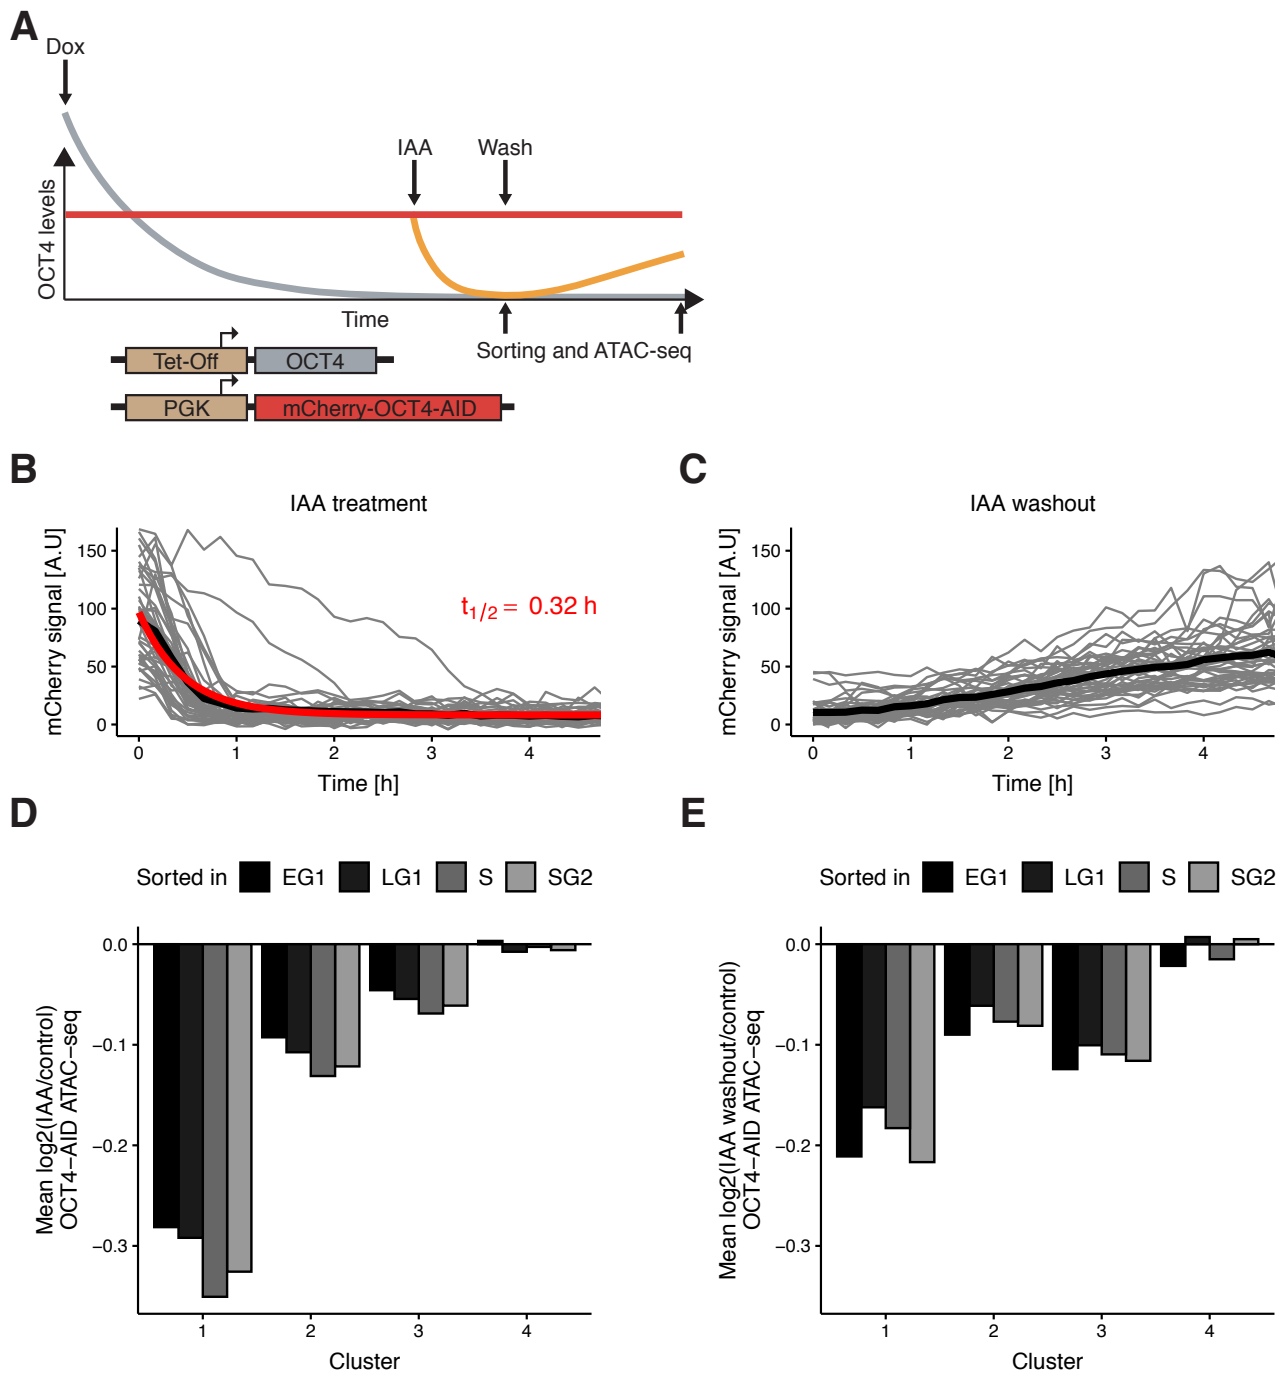 A
Dox
IAA
Wash
OCT4 levels
Time
Sorting and ATAC-seq
Tet-Off
OCT4
PGK
mCherry-OCT4-AID
B
IAA treatment
mCherry signal [A.U]
150
100
50
0
t1/2 = 0.32 h
0
1
2
3
4
Time [h]
C
IAA washout
mCherry signal [A.U]
150
100
50
0
0
1
2
3
4
Time [h]
D
Sorted in EG1 LG1 S SG2
Mean log2(IAA/control)
OCT4−AID ATAC−seq
0.0
−0.1
−0.2
−0.3
1
2
3
4
Cluster
E
Sorted in EG1 LG1 S SG2
Mean log2(IAA washout/control)
OCT4−AID ATAC−seq
0.0
−0.1
−0.2
−0.3
1
2
3
4
Cluster